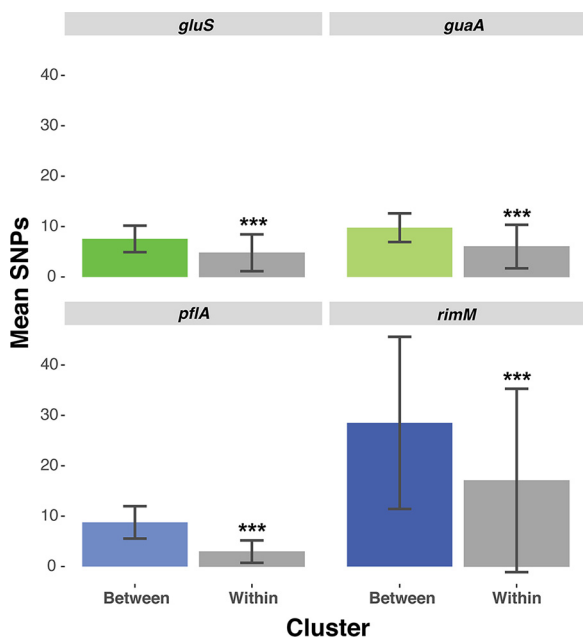 gluS
guaA
40
30
20
10
0
***
***
Mean SNPs
pflA
rimM
40
30
20
10
0
***
***
Between
Within
Between
Within
Cluster